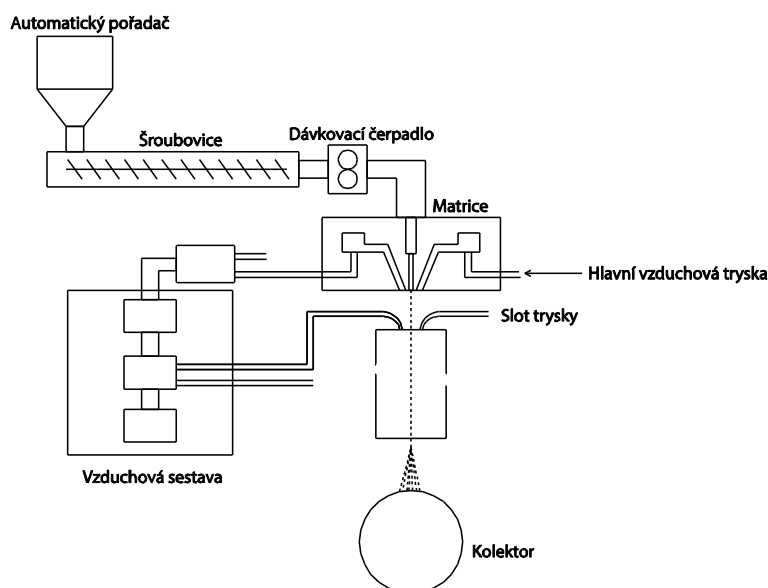 Automatický pořadač
Šroubovice
Dávkovací čerpadlo
Matrice
Hlavní vzduchová tryska
Slot trysky
Vzduchová sestava
Kolektor